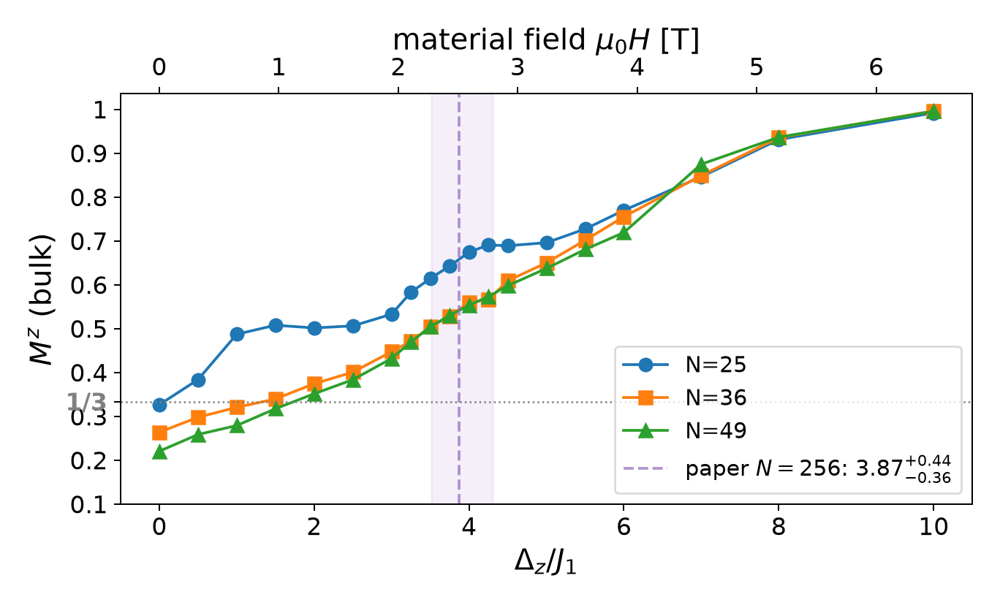 material field μ₀H [T]
0 1 2 3 4 5 6
1
0.9
0.8
0.7
0.6
0.5
0.4
1/3
0.3
0.2
0.1
M^z (bulk)
N=25
N=36
N=49
paper N = 256: 3.87^{+0.44}_{−0.36}
0 2 4 6 8 10
Δ_z/J₁